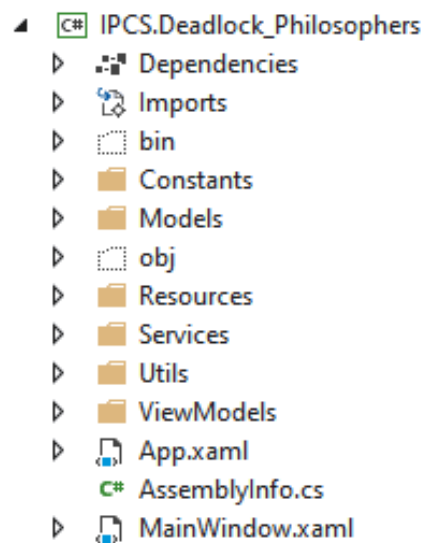 C# IPCS.Deadlock_Philosophers
Dependencies
Imports
bin
Constants
Models
obj
Resources
Services
Utils
ViewModels
App.xaml
C# AssemblyInfo.cs
MainWindow.xaml